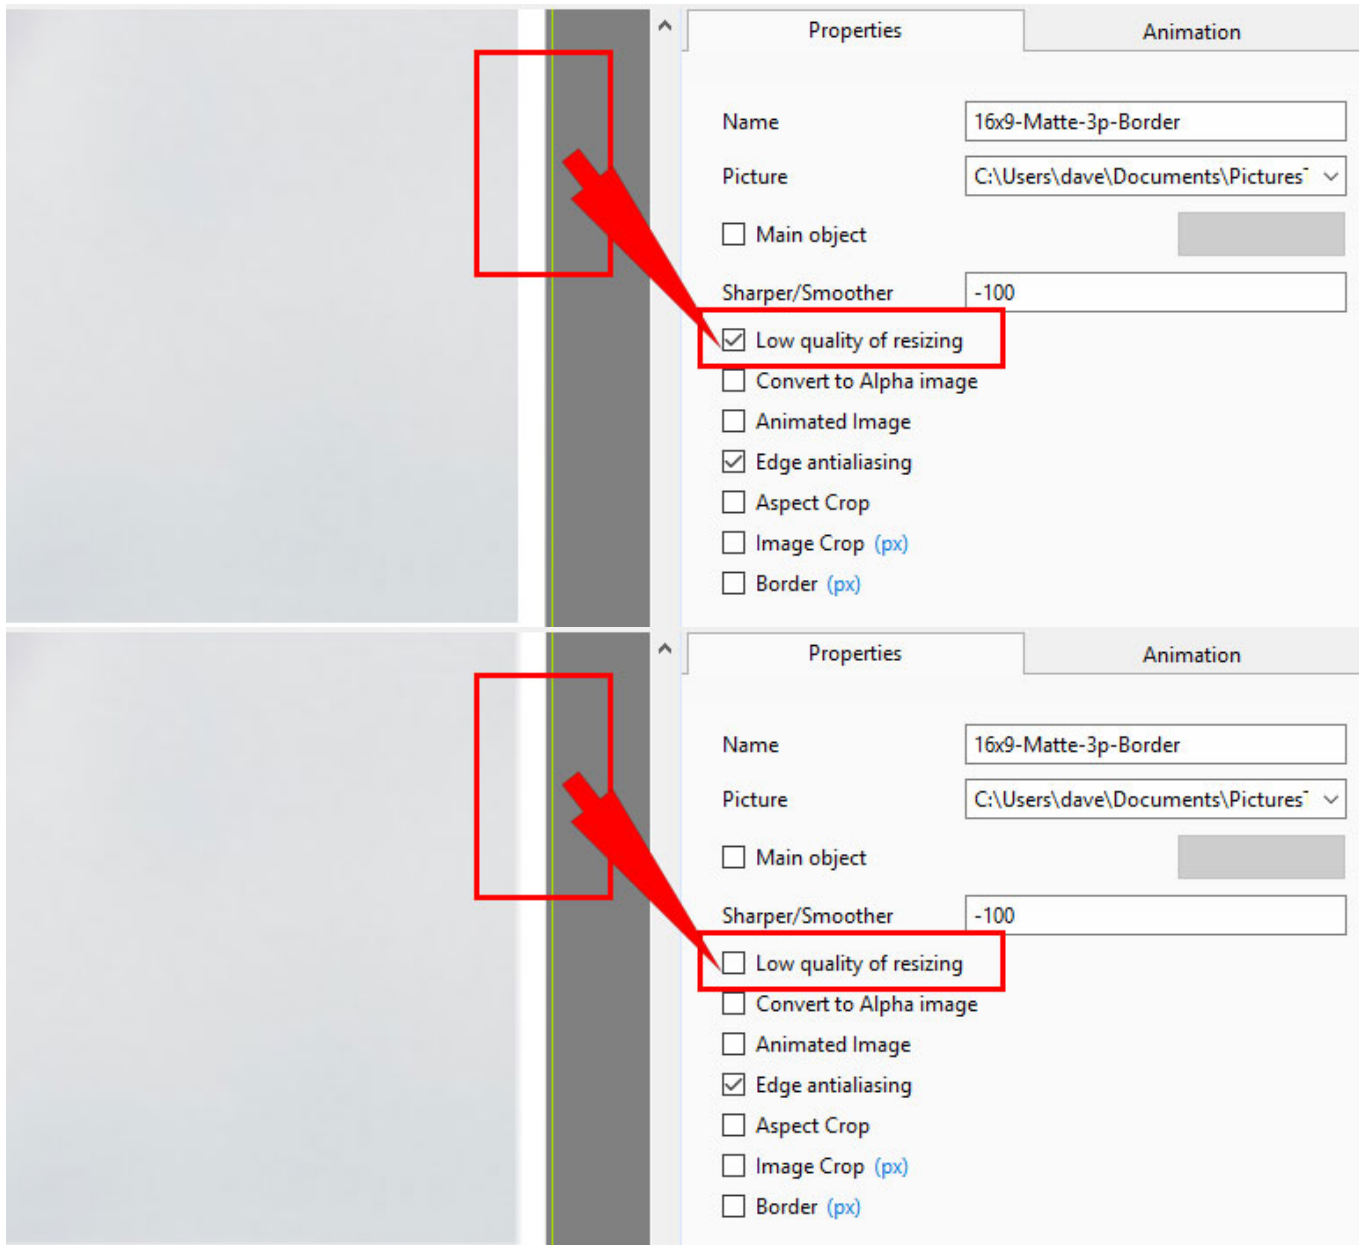 Properties Animation
Name 16x9-Matte-3p-Border
Picture C:\Users\dave\Documents\Pictures
Main object
Sharper/Smoother -100
Low quality of resizing
Convert to Alpha image
Animated Image
Edge antialiasing
Aspect Crop
Image Crop (px)
Border (px)
Properties Animation
Name 16x9-Matte-3p-Border
Picture C:\Users\dave\Documents\Pictures
Main object
Sharper/Smoother -100
Low quality of resizing
Convert to Alpha image
Animated Image
Edge antialiasing
Aspect Crop
Image Crop (px)
Border (px)